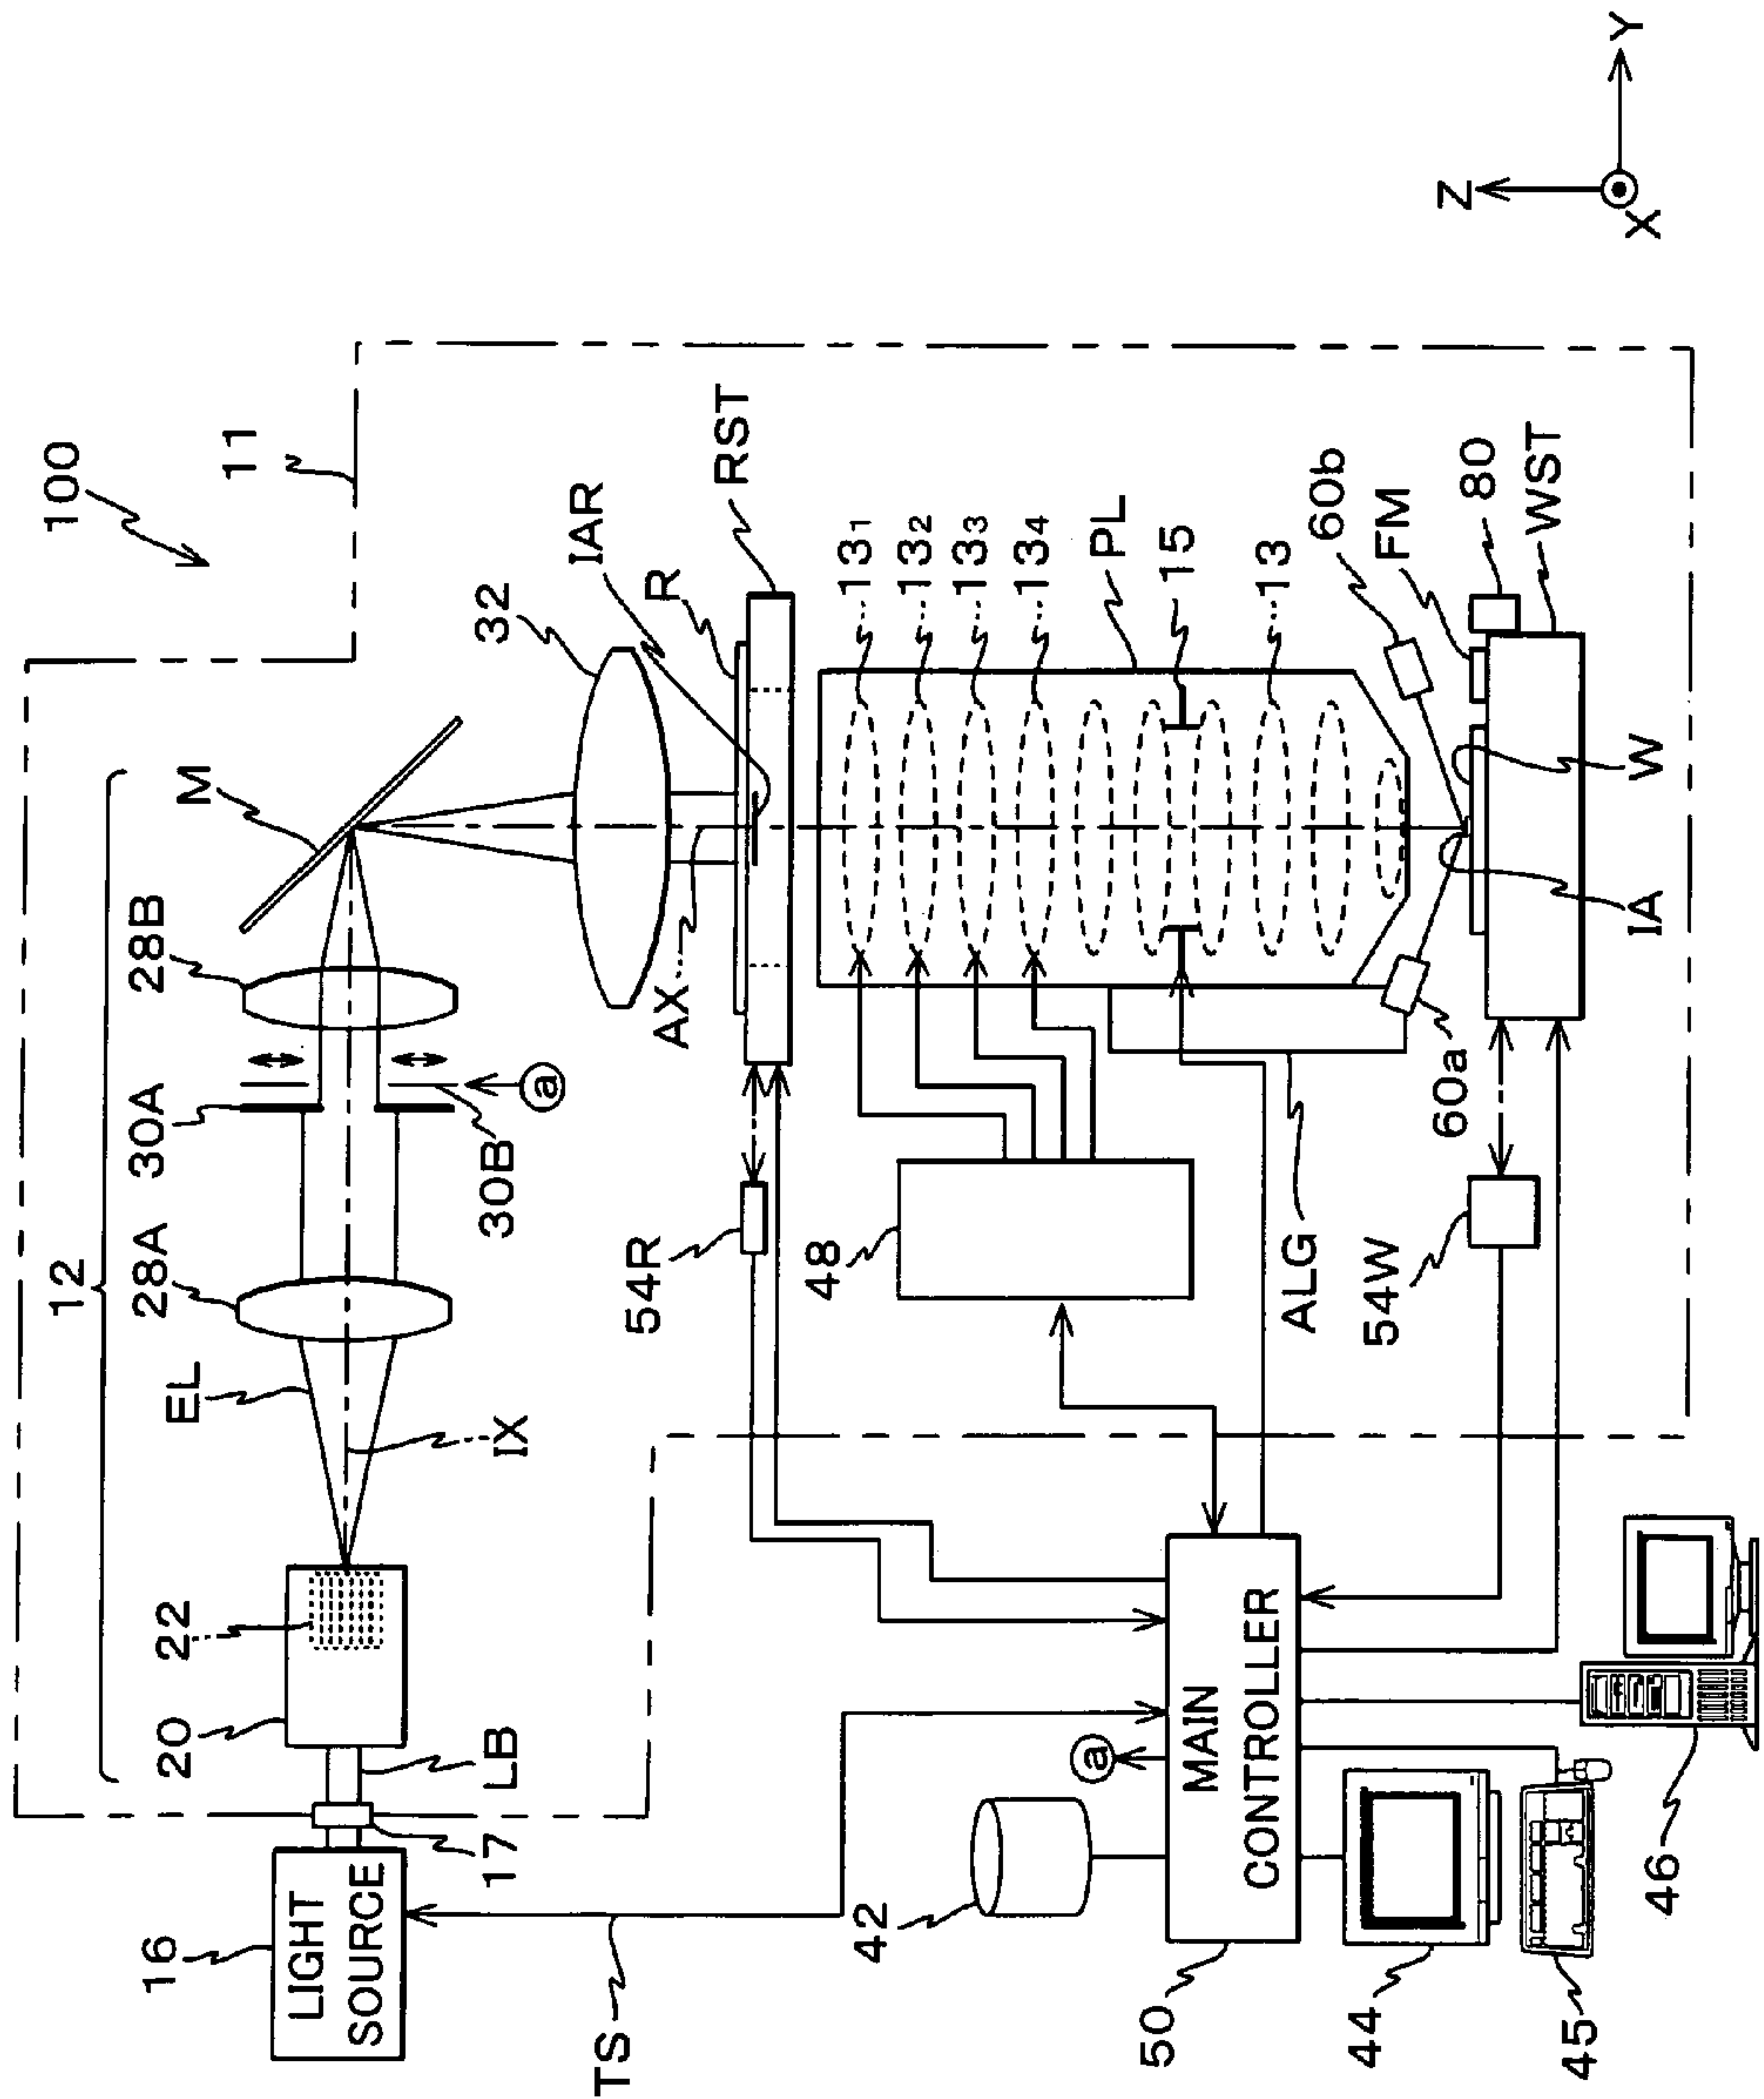 100
11
12
M
28B
30A
28A
EL
IX
22
20
LB
17
16
LIGHT
SOURCE
TS
30B
a
32
IAR
R
RST
AX
54R
48
13₁
13₂
13₃
13₄
PL
15
13
60b
FM
80
WST
W
IA
60a
54W
ALG
MAIN
CONTROLLER
a
42
50
44
45
46
Z
Y
X